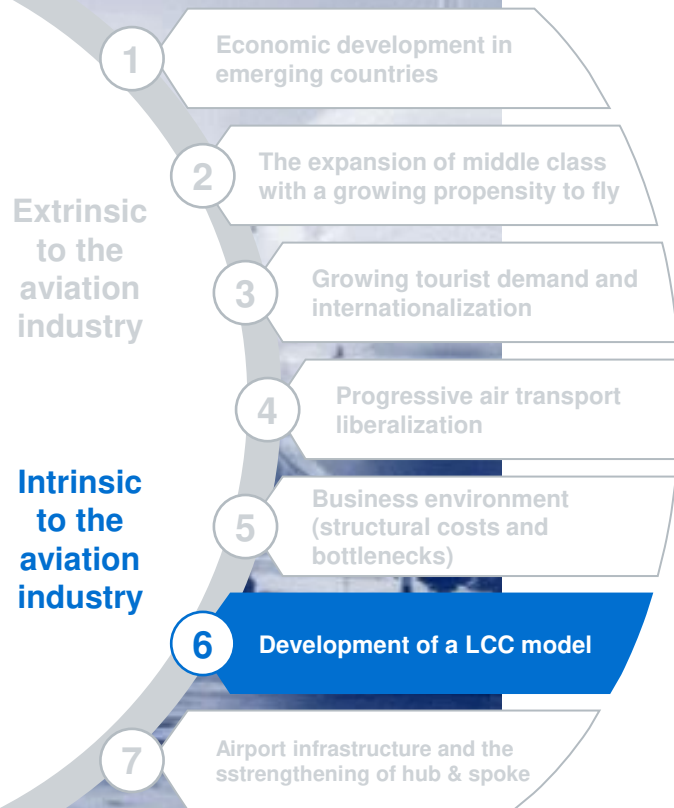 1
Economic development in
emerging countries
2
The expansion of middle class
with a growing propensity to fly
Extrinsic
to the
aviation
industry
3
Growing tourist demand and
internationalization
4
Progressive air transport
liberalization
Intrinsic
to the
aviation
industry
5
Business environment
(structural costs and
bottlenecks)
6
Development of a LCC model
7
Airport infrastructure and the
sstrengthening of hub & spoke